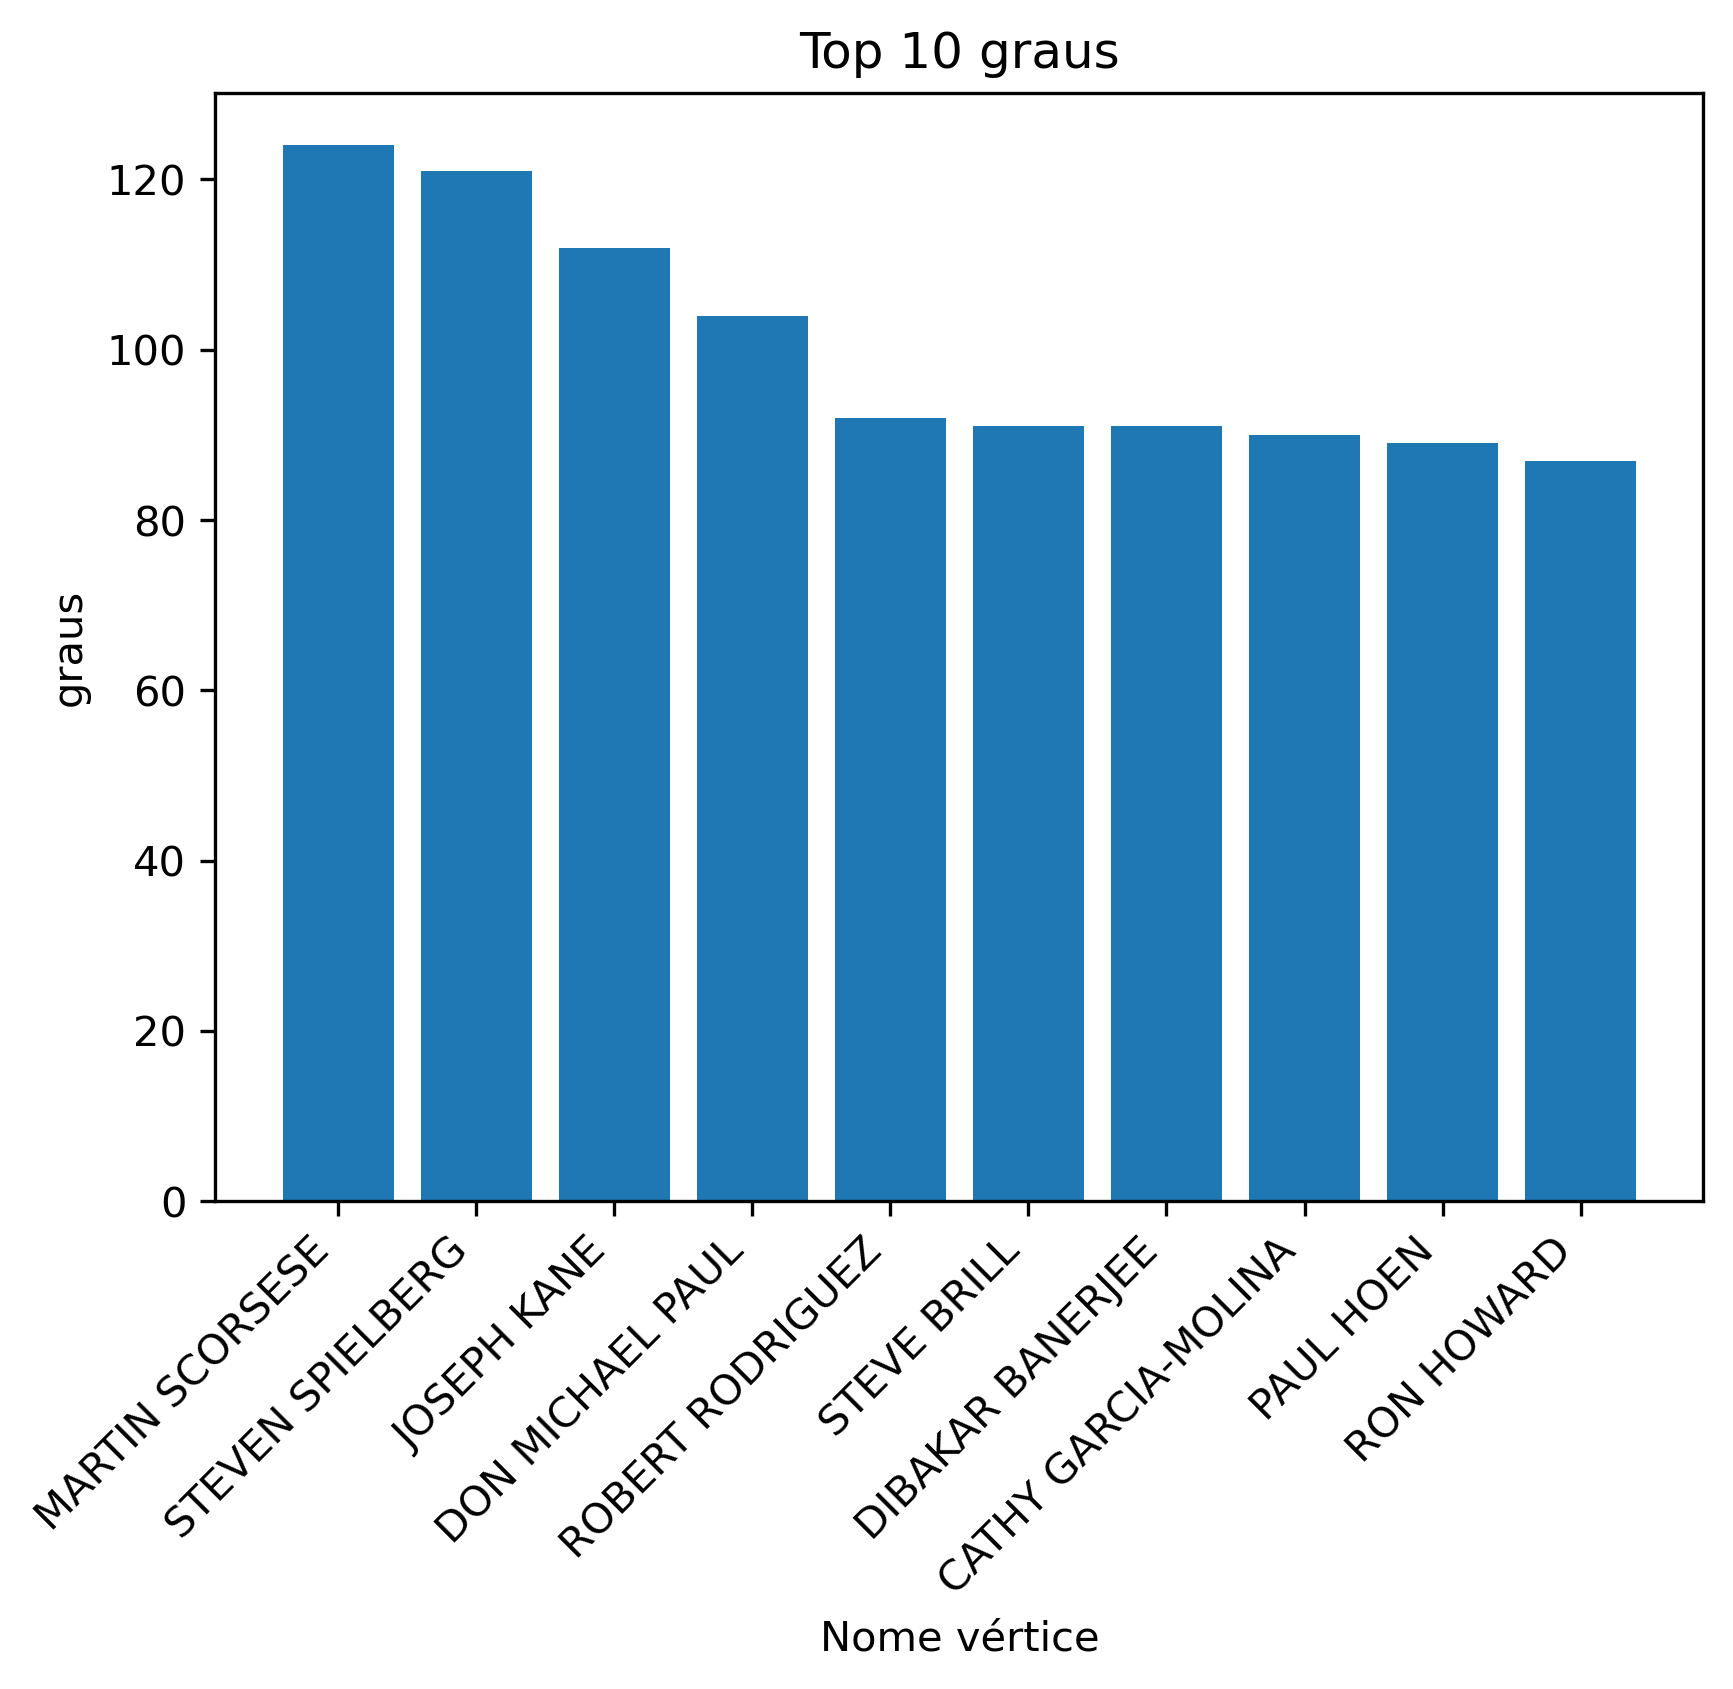 Top 10 graus
graus
120
100
80
60
40
20
0
MARTIN SCORSESE
STEVEN SPIELBERG
JOSEPH KANE
DON MICHAEL PAUL
ROBERT RODRIGUEZ
STEVE BRILL
DIBAKAR BANERJEE
CATHY GARCIA-MOLINA
PAUL HOEN
RON HOWARD
Nome vértice